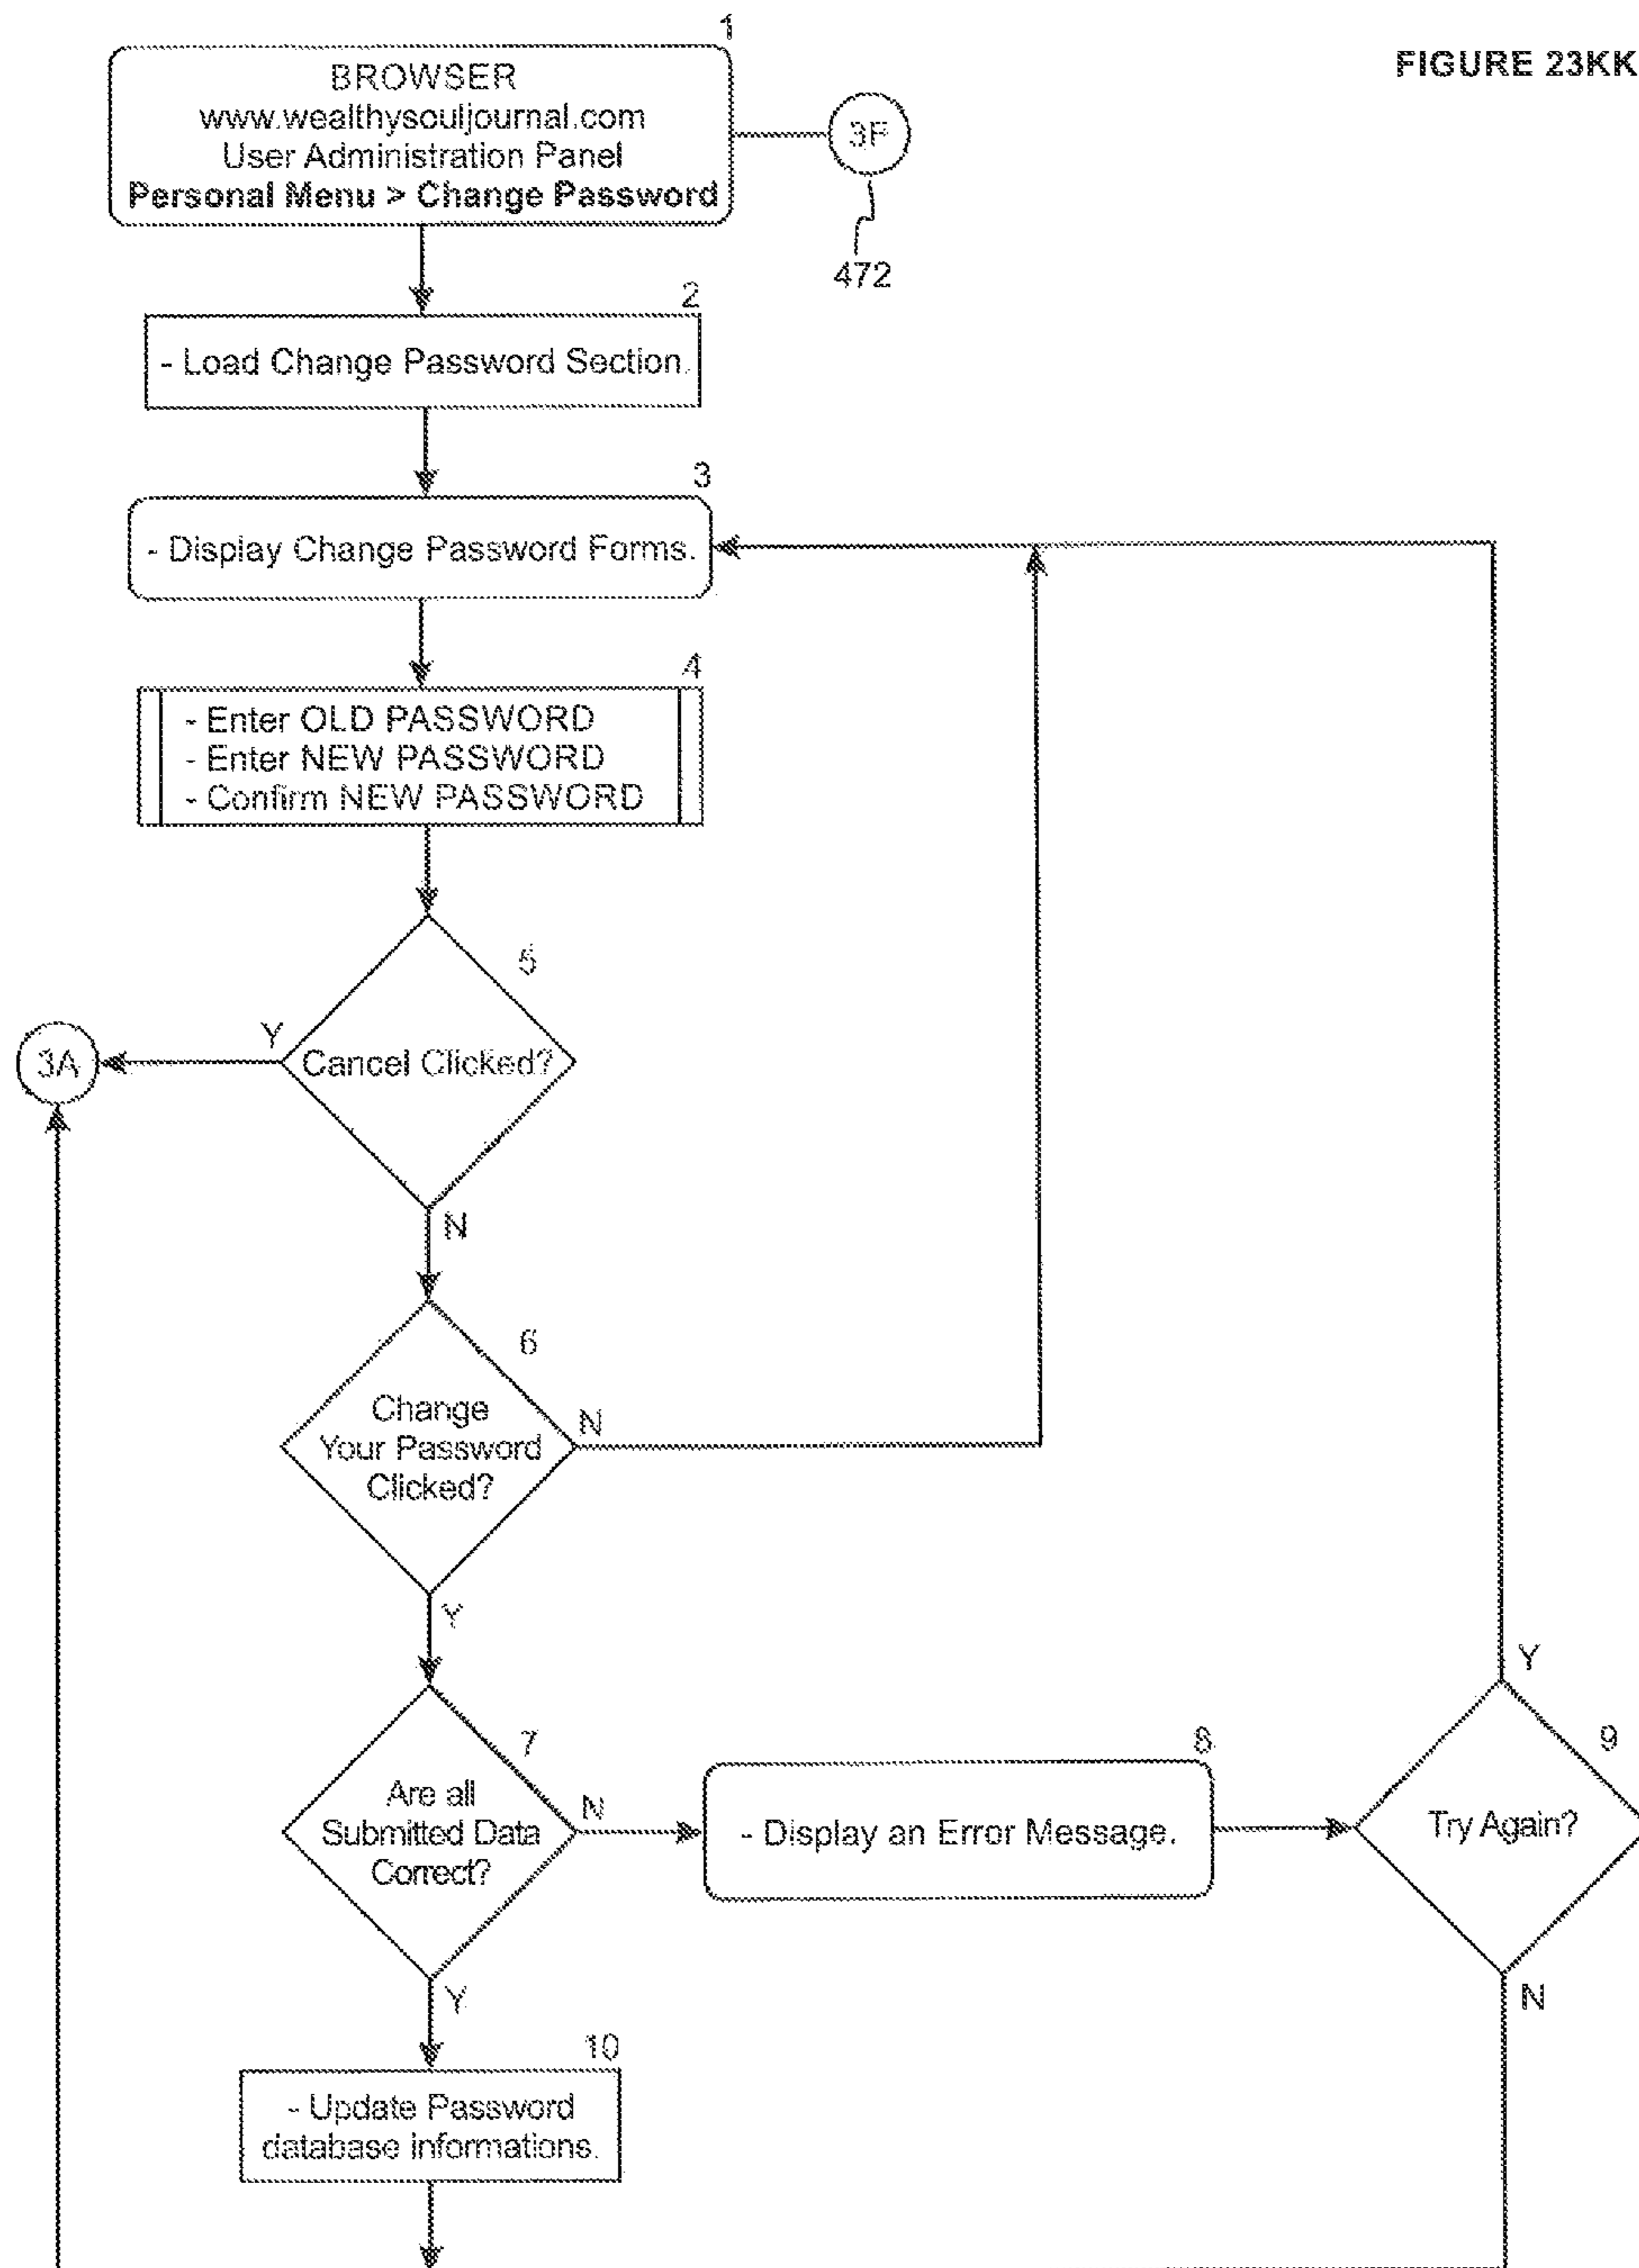 FIGURE 23KK
1
BROWSER
www.wealthysouljournal.com
User Administration Panel
Personal Menu > Change Password
3F
472
2
- Load Change Password Section.
3
- Display Change Password Forms.
4
- Enter OLD PASSWORD
- Enter NEW PASSWORD
- Confirm NEW PASSWORD
5
Cancel Clicked?
Y
3A
N
6
Change
Your Password
Clicked?
N
Y
7
Are all
Submitted Data
Correct?
N
8
- Display an Error Message.
Y
9
Try Again?
N
Y
10
- Update Password
database informations.